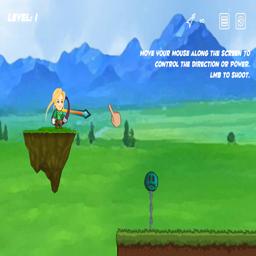 LEVEL: 1
MOVE YOUR MOUSE ALONG THE SCREEN TO
CONTROL THE DIRECTION OR POWER.
LMB TO SHOOT.